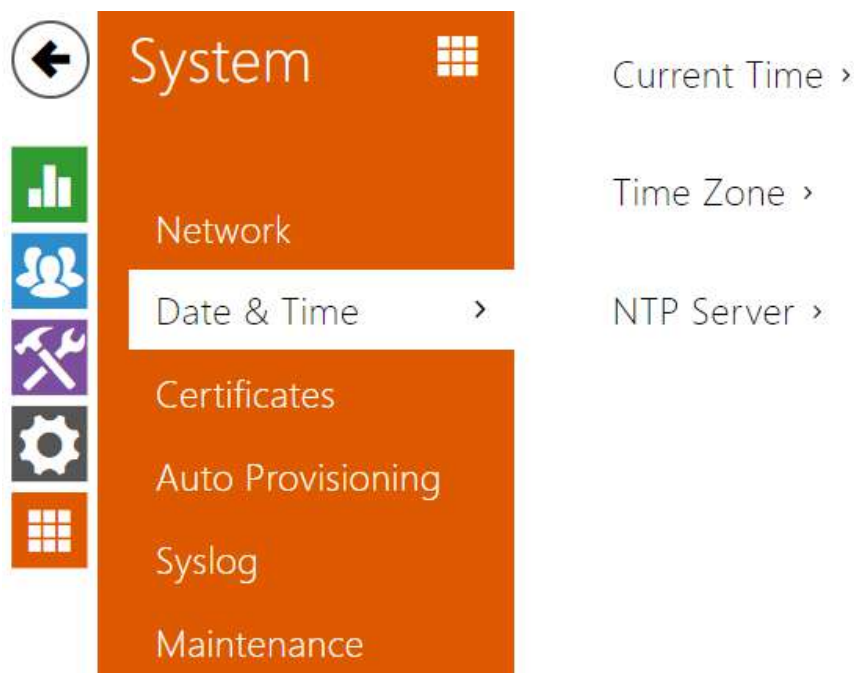 System
Network
Date & Time
Certificates
Auto Provisioning
Syslog
Maintenance
Current Time
Time Zone
NTP Server